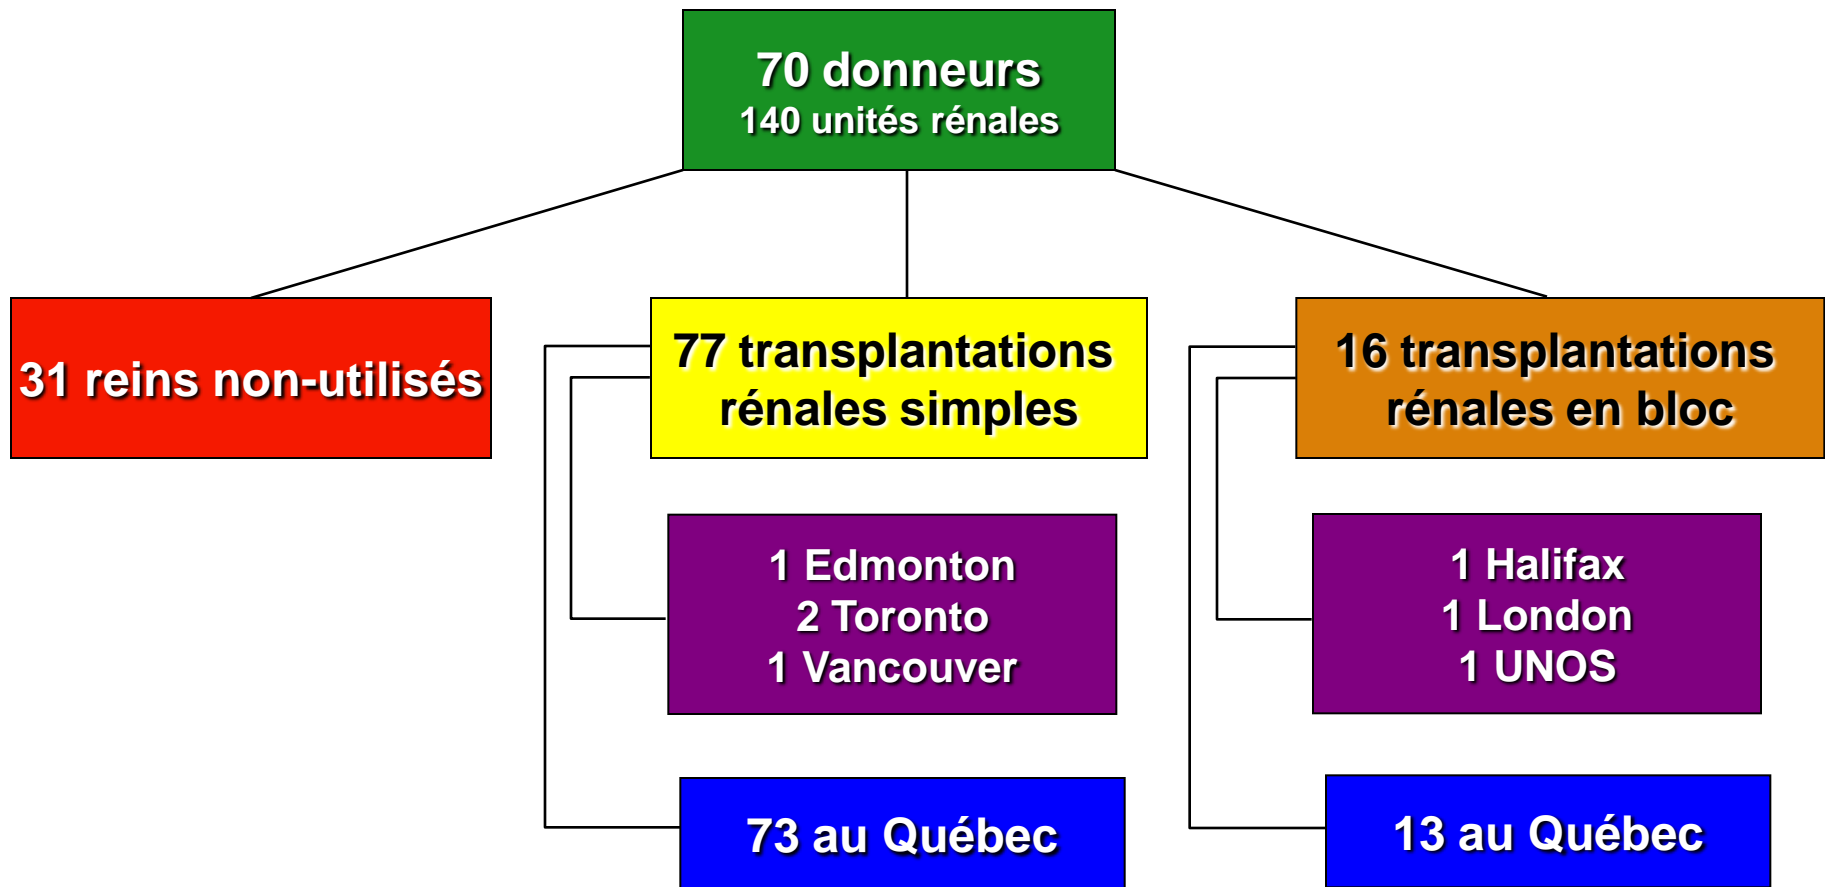 70 donneurs
140 unités rénales
31 reins non-utilisés
77 transplantations
rénales simples
16 transplantations
rénales en bloc
1 Edmonton
2 Toronto
1 Vancouver
1 Halifax
1 London
1 UNOS
73 au Québec
13 au Québec